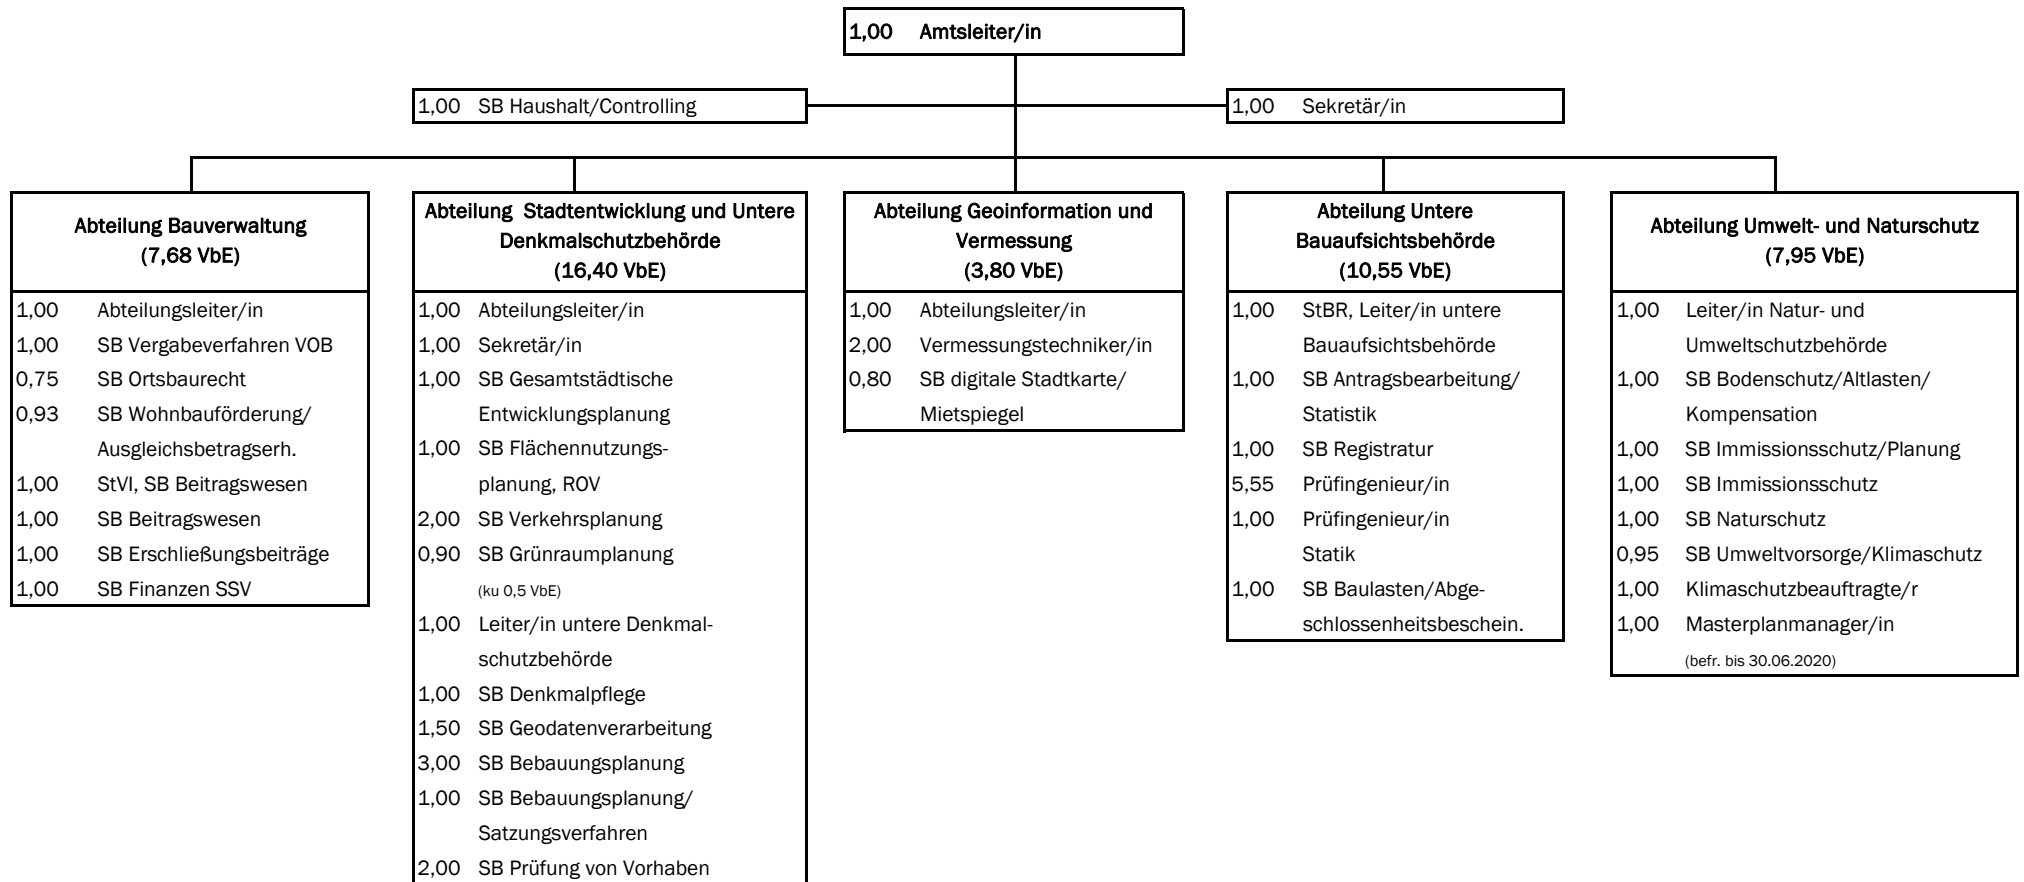 1,00 Amtsleiter/in
1,00 SB Haushalt/Controlling
1,00 Sekretär/in
Abteilung Bauverwaltung
(7,68 VbE)
1,00 Abteilungsleiter/in
1,00 SB Vergabeverfahren VOB
0,75 SB Ortsbaurecht
0,93 SB Wohnbauförderung/
Ausgleichsbetragserh.
1,00 StVI, SB Beitragswesen
1,00 SB Beitragswesen
1,00 SB Erschließungsbeiträge
1,00 SB Finanzen SSV
Abteilung Stadtentwicklung und Untere
Denkmalschutzbehörde
(16,40 VbE)
1,00 Abteilungsleiter/in
1,00 Sekretär/in
1,00 SB Gesamtstädtische
Entwicklungsplanung
1,00 SB Flächennutzungs-
planung, ROV
2,00 SB Verkehrsplanung
0,90 SB Grünraumplanung
(ku 0,5 VbE)
1,00 Leiter/in untere Denkmal-
schutzbehörde
1,00 SB Denkmalpflege
1,50 SB Geodatenverarbeitung
3,00 SB Bebauungsplanung
1,00 SB Bebauungsplanung/
Satzungsverfahren
2,00 SB Prüfung von Vorhaben
Abteilung Geoinformation und
Vermessung
(3,80 VbE)
1,00 Abteilungsleiter/in
2,00 Vermessungstechniker/in
0,80 SB digitale Stadtkarte/
Mietspiegel
Abteilung Untere
Bauaufsichtsbehörde
(10,55 VbE)
1,00 StBR, Leiter/in untere
Bauaufsichtsbehörde
1,00 SB Antragsbearbeitung/
Statistik
1,00 SB Registratur
5,55 Prüfingenieur/in
1,00 Prüfingenieur/in
Statik
1,00 SB Baulasten/Abge-
schlossenheitsbeschein.
Abteilung Umwelt- und Naturschutz
(7,95 VbE)
1,00 Leiter/in Natur- und
Umweltschutzbehörde
1,00 SB Bodenschutz/Altlasten/
Kompensation
1,00 SB Immissionsschutz/Planung
1,00 SB Immissionsschutz
1,00 SB Naturschutz
0,95 SB Umweltvorsorge/Klimaschutz
1,00 Klimaschutzbeauftragte/r
1,00 Masterplanmanager/in
(befr. bis 30.06.2020)